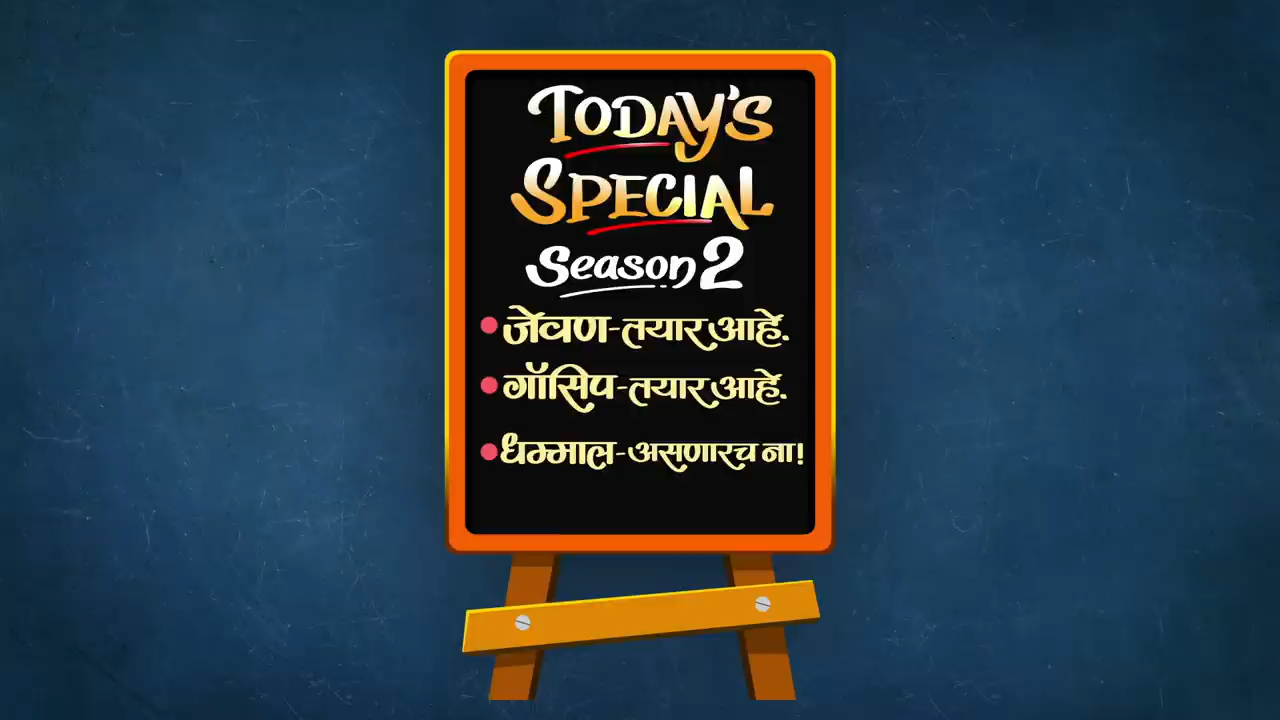 TODAY'S
SPECIAL
Season 2
• जेवण-तयार आहे.
• गॉसिप-तयार आहे.
• धम्माल-असणारच ना!